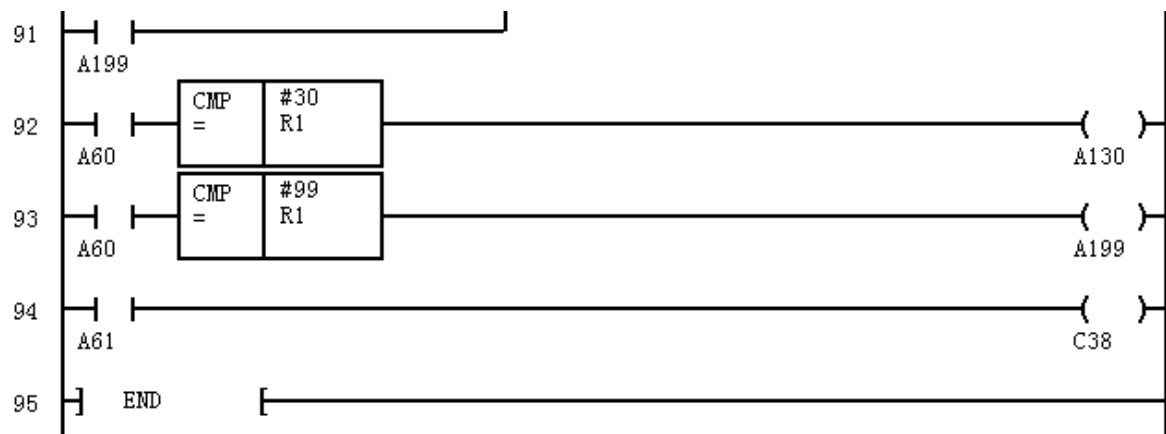 91
A199
92 CMP #30
= R1
A60 A130
93 CMP #99
= R1
A60 A199
94
A61 C38
95 END